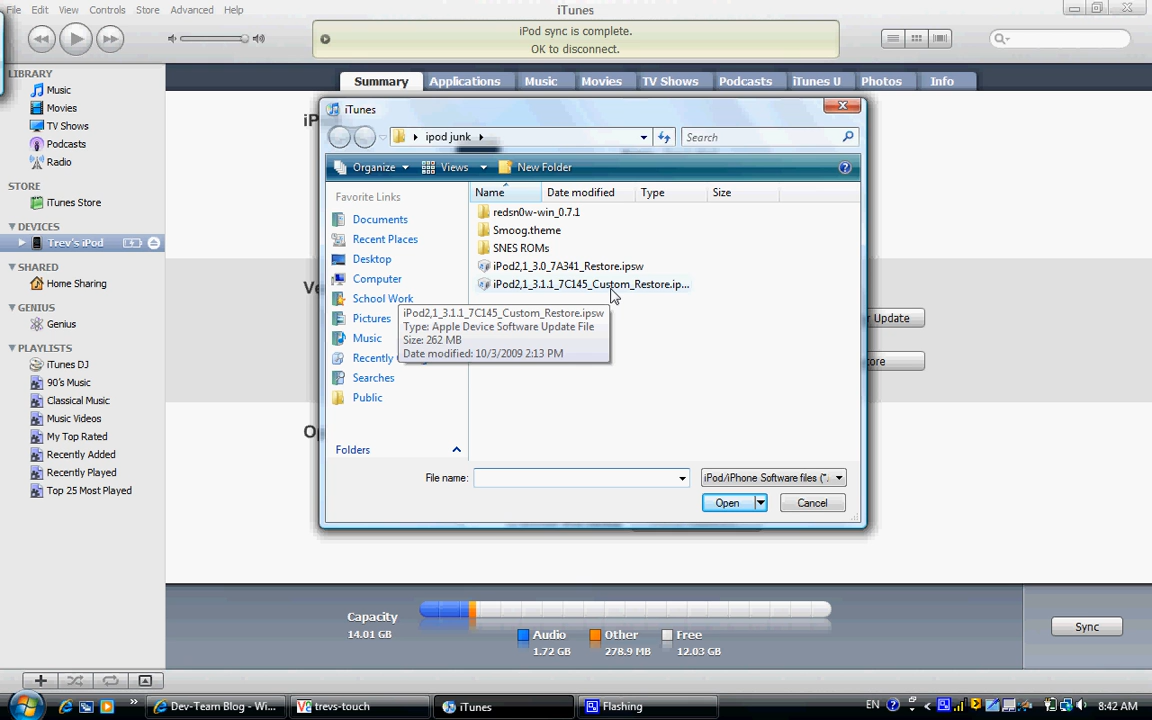 File Edit View Controls Store Advanced Help
iTunes
iPod sync is complete.
OK to disconnect.
LIBRARY
Music
Movies
TV Shows
Podcasts
Radio
STORE
iTunes Store
DEVICES
Trev's iPod
SHARED
Home Sharing
GENIUS
Genius
PLAYLISTS
iTunes DJ
90's Music
Classical Music
Music Videos
My Top Rated
Recently Added
Recently Played
Top 25 Most Played
Summary Applications Music Movies TV Shows Podcasts iTunes U Photos Info
iTunes
ipod junk
Search
Organize Views New Folder
Favorite Links
Documents
Recent Places
Desktop
Computer
School Work
Pictures
Music
Recently
Searches
Public
Folders
Name Date modified Type Size
redsn0w-win_0.7.1
Smoog.theme
SNES ROMs
iPod2,1_3.0_7A341_Restore.ipsw
iPod2,1_3.1.1_7C145_Custom_Restore.ip...
iPod2,1_3.1.1_7C145_Custom_Restore.ipsw
Type: Apple Device Software Update File
Size: 262 MB
Date modified: 10/3/2009 2:13 PM
File name:
iPod/iPhone Software files (*.
Open Cancel
Update
Capacity
14.01 GB
Audio
1.72 GB
Other
278.9 MB
Free
12.03 GB
Sync
Dev-Team Blog - Wi...
trevs-touch
iTunes
Flashing
EN
8:42 AM